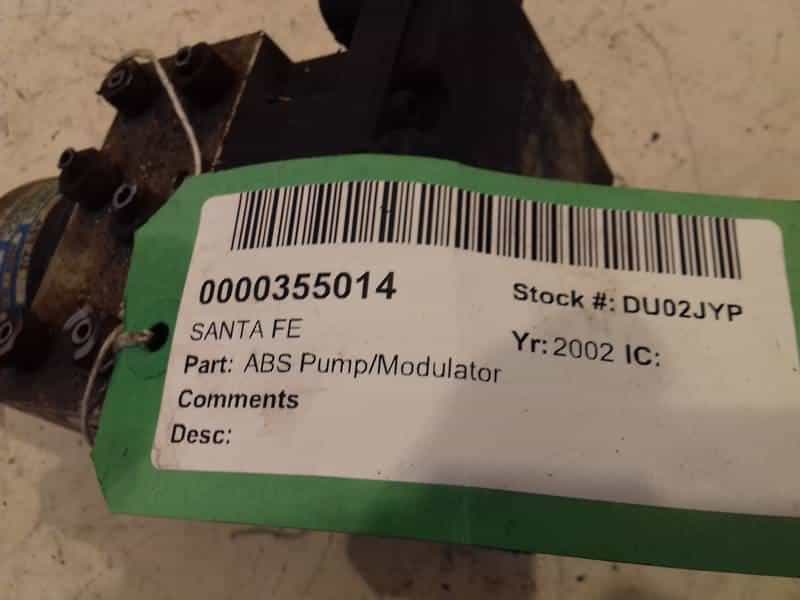 0000355014
Stock #: DU02JYP
SANTA FE
Yr: 2002 IC:
Part: ABS Pump/Modulator
Comments
Desc: